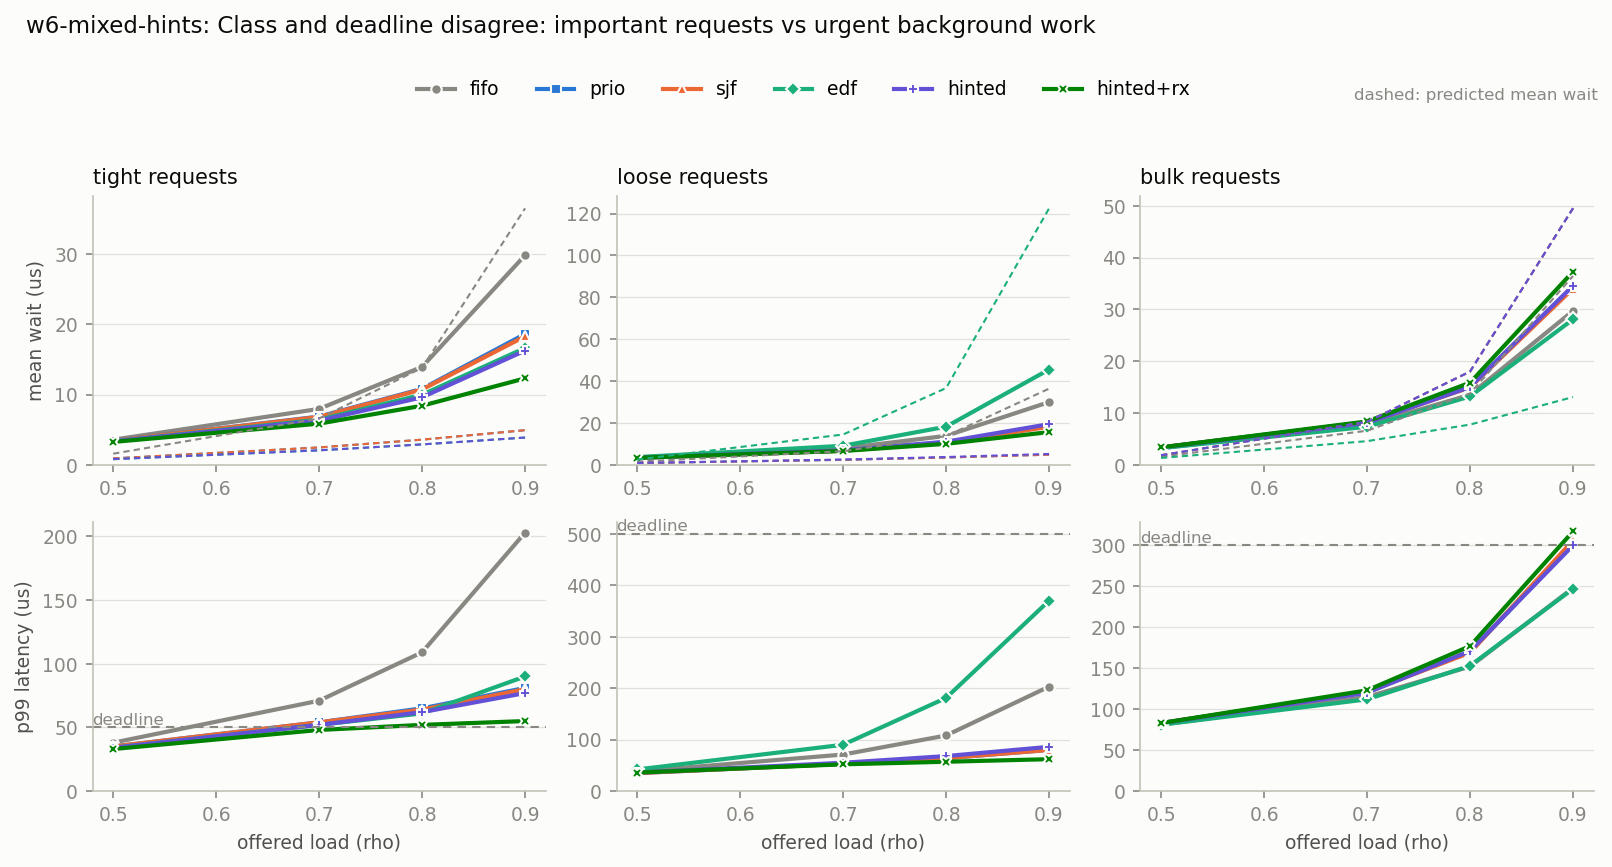 w6-mixed-hints: Class and deadline disagree: important requests vs urgent background work
fifo prio sjf edf hinted hinted+rx
dashed: predicted mean wait
tight requests
mean wait (us)
30
20
10
0
0.5 0.6 0.7 0.8 0.9
loose requests
120
100
80
60
40
20
0
0.5 0.6 0.7 0.8 0.9
bulk requests
50
40
30
20
10
0
0.5 0.6 0.7 0.8 0.9
p99 latency (us)
200
150
100
50
0
deadline
0.5 0.6 0.7 0.8 0.9
offered load (rho)
deadline
500
400
300
200
100
0
0.5 0.6 0.7 0.8 0.9
offered load (rho)
deadline
300
250
200
150
100
50
0
0.5 0.6 0.7 0.8 0.9
offered load (rho)